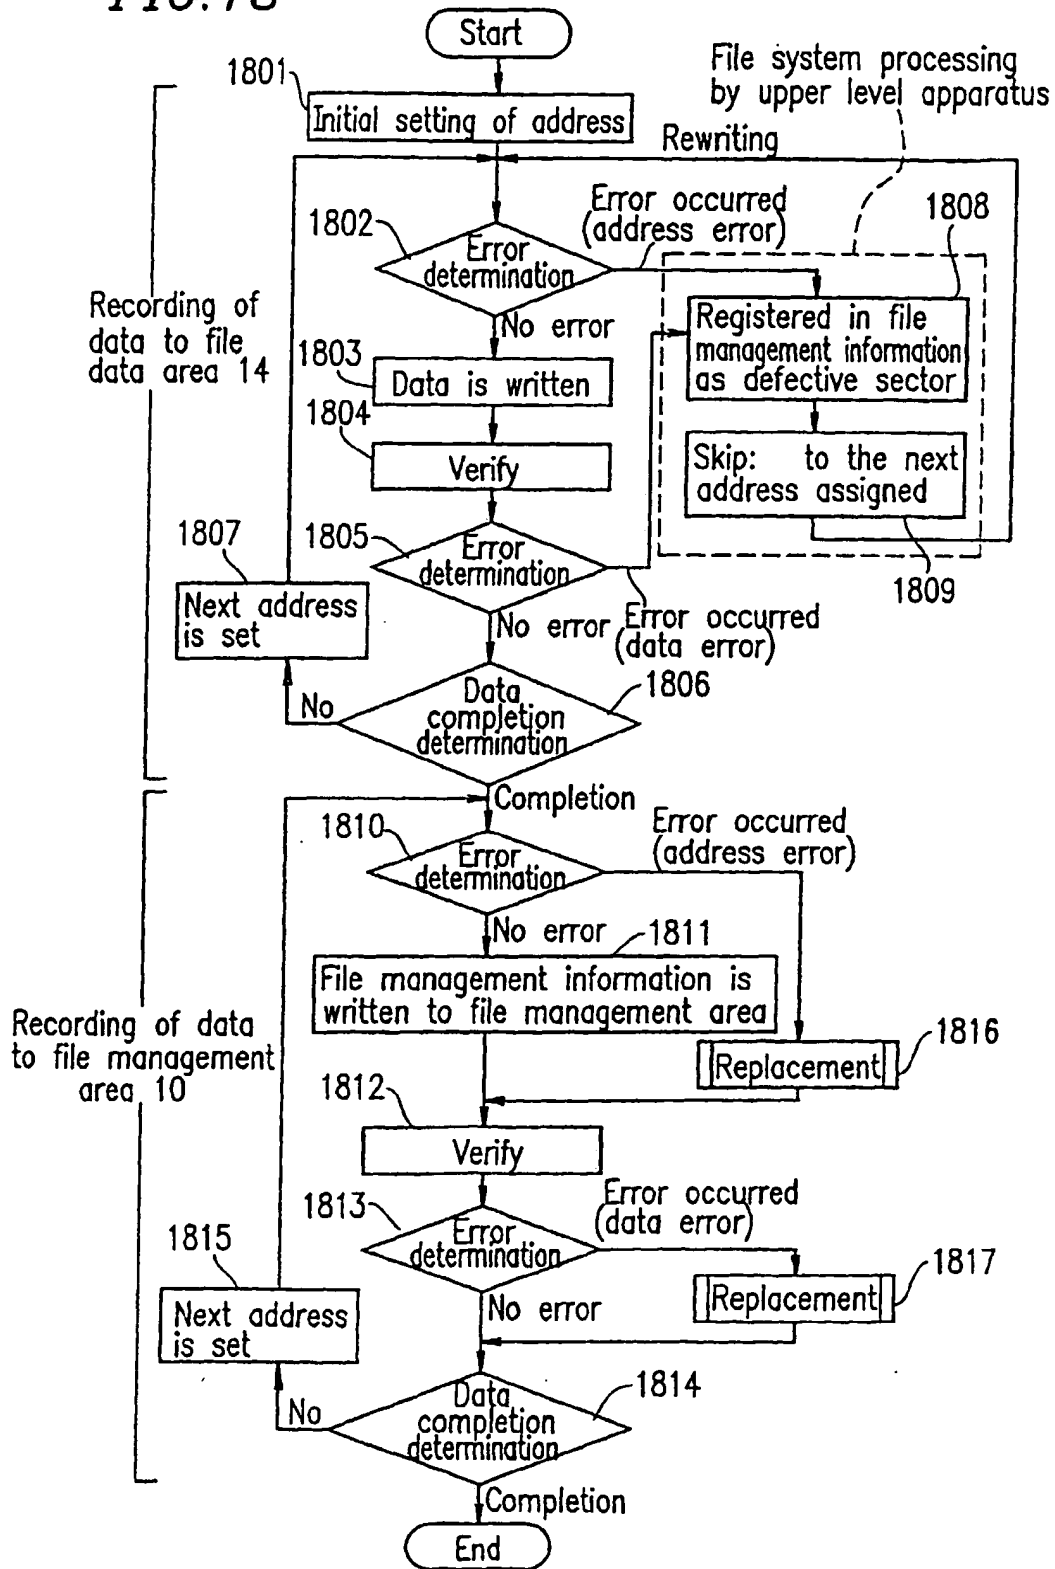 Start
1801
Initial setting of address
File system processing
by upper level apparatus
Rewriting
1802
Error
determination
Error occurred
(address error)
1808
Recording of
data to file
data area 14
No error
Registered in file
management information
as defective sector
1803
Data is written
1804
Verify
Skip: to the next
address assigned
1805
Error
determination
1809
1807
Next address
is set
No error
Error occurred
(data error)
1806
Data
completion
determination
No
Completion
1810
Error
determination
Error occurred
(address error)
No error
1811
File management information is
written to file management area
Recording of data
to file management
area 10
Replacement
1816
1812
Verify
1813
Error
determination
Error occurred
(data error)
1815
Next address
is set
No error
Replacement
1817
1814
Data
completion
determination
No
Completion
End